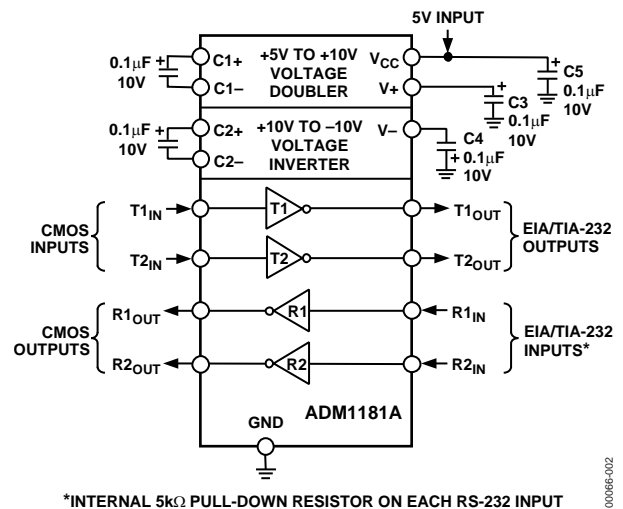 5V INPUT
0.1μF
10V
+
C1+
C1–
+5V TO +10V
VOLTAGE
DOUBLER
VCC
V+
+
C5
0.1μF
10V
+
C3
0.1μF
10V
0.1μF
10V
+
C2+
C2–
+10V TO –10V
VOLTAGE
INVERTER
V–
C4
+
0.1μF
10V
CMOS
INPUTS
T1IN
T1
T1OUT
T2IN
T2
T2OUT
EIA/TIA-232
OUTPUTS
CMOS
OUTPUTS
R1OUT
R1
R1IN
R2OUT
R2
R2IN
EIA/TIA-232
INPUTS*
GND
ADM1181A
*INTERNAL 5kΩ PULL-DOWN RESISTOR ON EACH RS-232 INPUT
00066-002